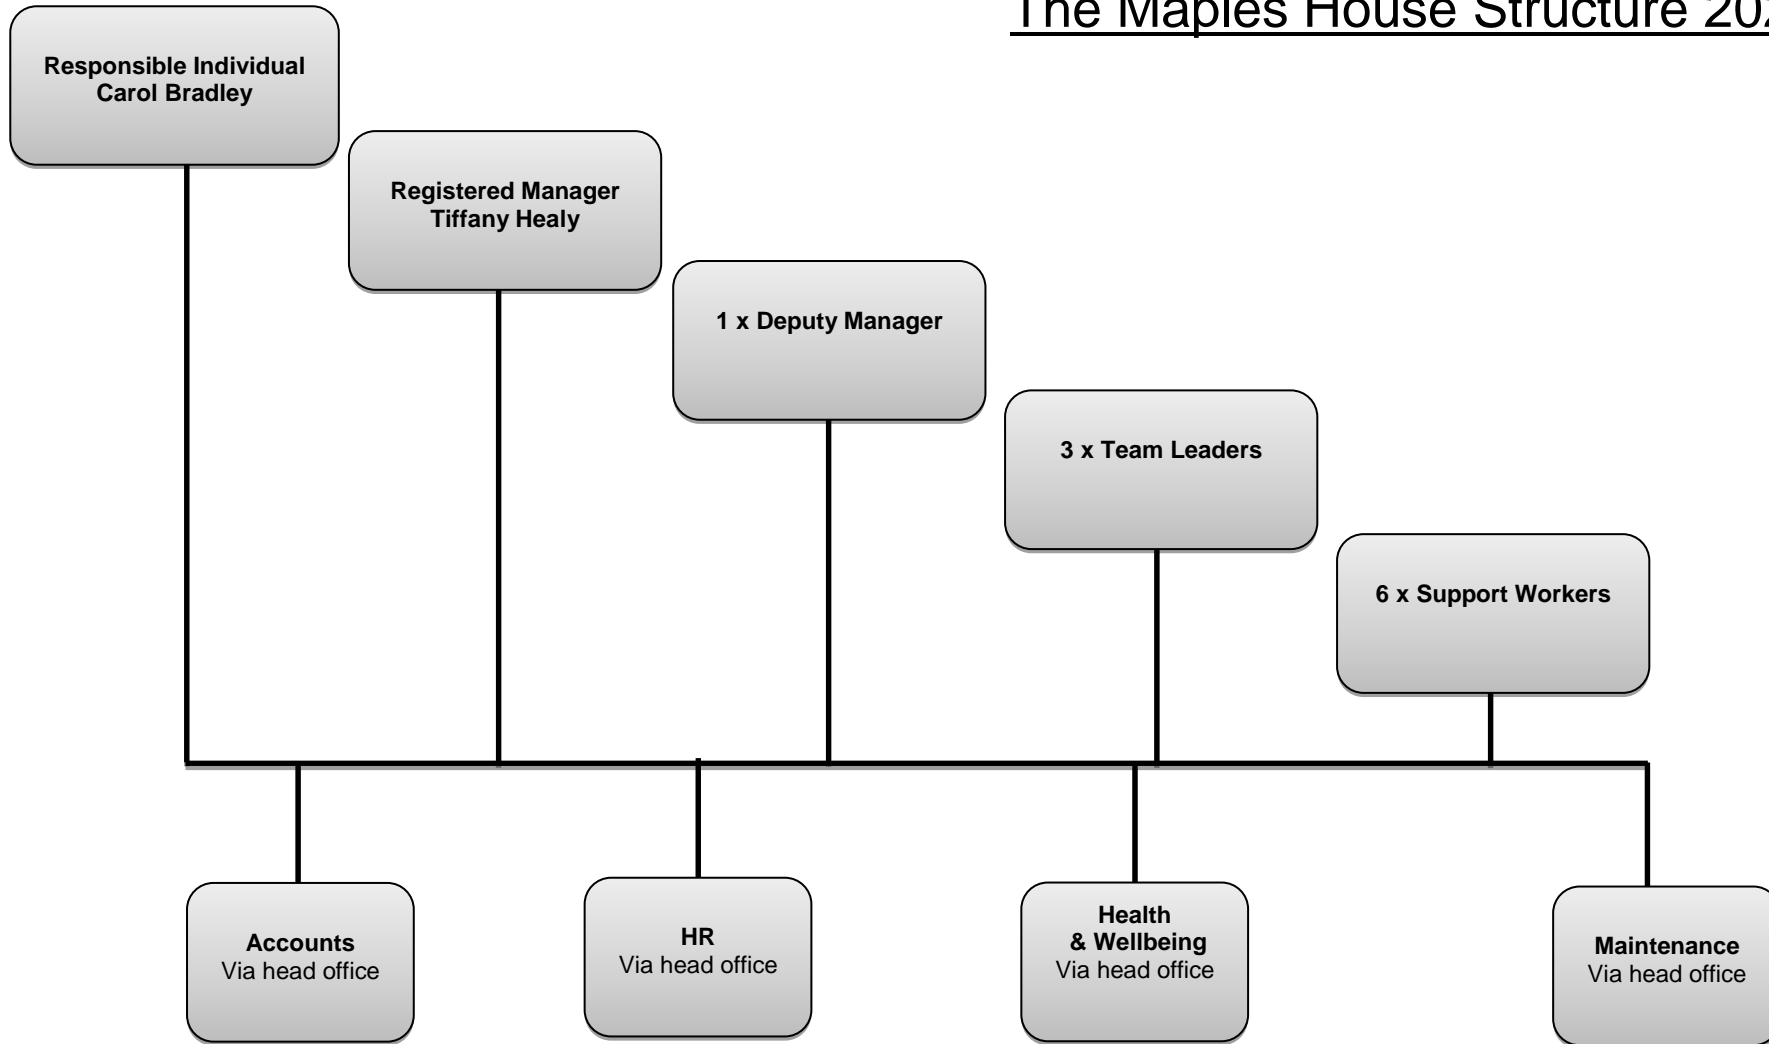 The Maples House Structure
Responsible Individual
Carol Bradley
Registered Manager
Tiffany Healy
1 x Deputy Manager
3 x Team Leaders
6 x Support Workers
Accounts
Via head office
HR
Via head office
Health
& Wellbeing
Via head office
Maintenance
Via head office